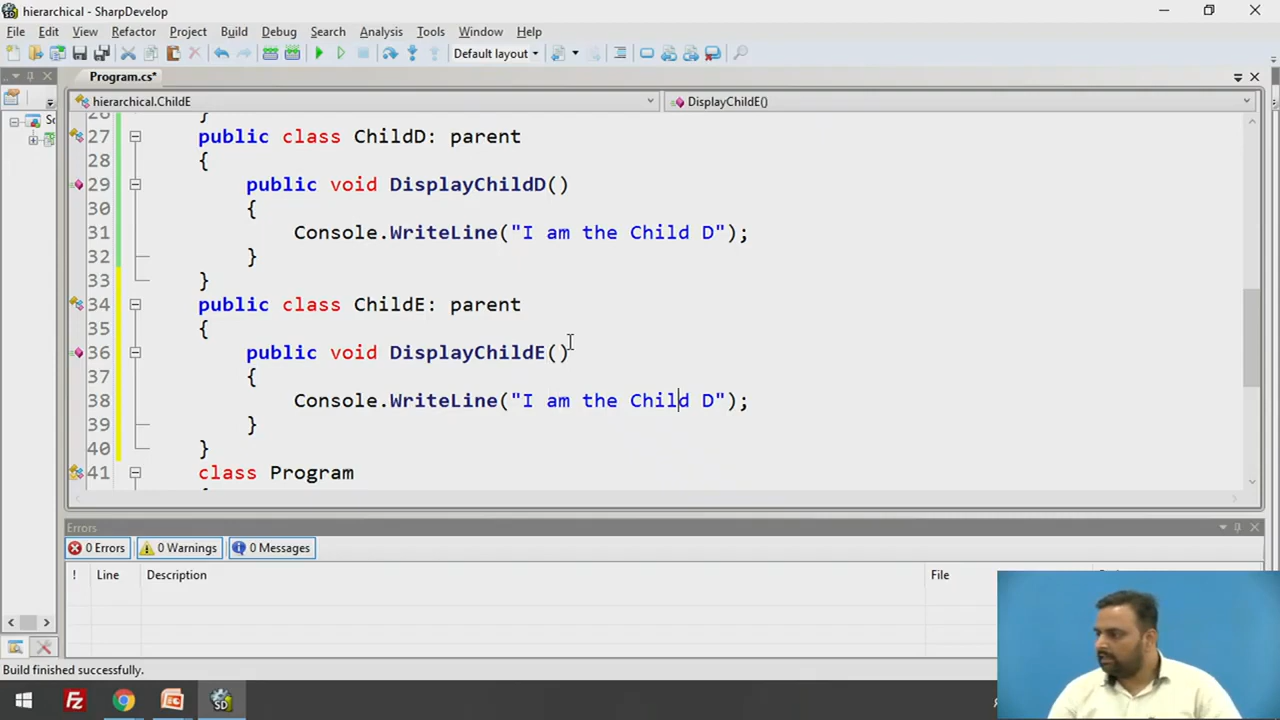 hierarchical - SharpDevelop
File Edit View Refactor Project Build Debug Search Analysis Tools Window Help
Default layout
Program.cs*
hierarchical.ChildE DisplayChildE()
So
26 }
27 public class ChildD: parent
28 {
29 public void DisplayChildD()
30 {
31 Console.WriteLine("I am the Child D");
32 }
33 }
34 public class ChildE: parent
35 {
36 public void DisplayChildE()
37 {
38 Console.WriteLine("I am the Child D");
39 }
40 }
41 class Program
Errors
0 Errors 0 Warnings 0 Messages
! Line Description File
Build finished successfully.
Fz SD